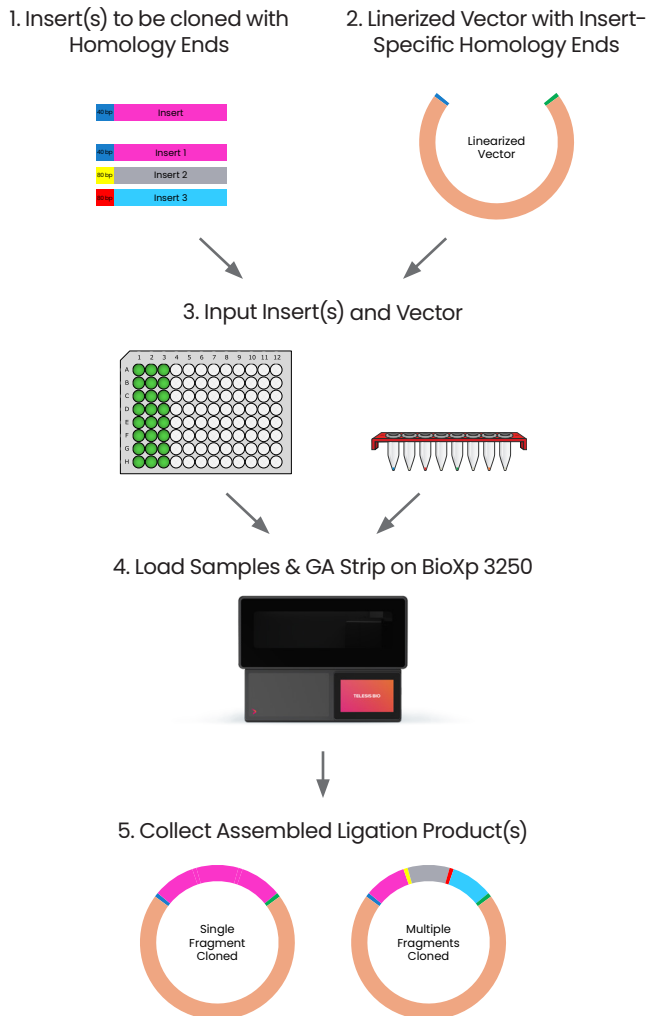 1. Insert(s) to be cloned with
Homology Ends
2. Linerized Vector with Insert-
Specific Homology Ends
40 bp Insert
40 bp Insert 1
80 bp Insert 2
80 bp Insert 3
Linearized
Vector
3. Input Insert(s) and Vector
1 2 3 4 5 6 7 8 9 10 11 12
A
B
C
D
E
F
G
H
4. Load Samples & GA Strip on BioXp 3250
TELESIS BIO
5. Collect Assembled Ligation Product(s)
Single
Fragment
Cloned
Multiple
Fragments
Cloned